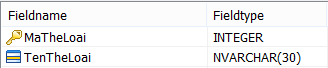 Fieldname Fieldtype
MaTheLoai INTEGER
TenTheLoai NVARCHAR(30)